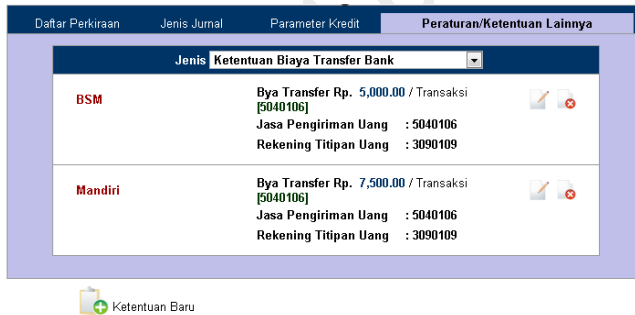 Daftar Perkiraan Jenis Jurnal Parameter Kredit Peraturan/Ketentuan Lainnya
Jenis Ketentuan Biaya Transfer Bank
BSM Bya Transfer Rp. 5,000.00 / Transaksi
[5040106]
Jasa Pengiriman Uang : 5040106
Rekening Titipan Uang : 3090109
Mandiri Bya Transfer Rp. 7,500.00 / Transaksi
[5040106]
Jasa Pengiriman Uang : 5040106
Rekening Titipan Uang : 3090109
Ketentuan Baru